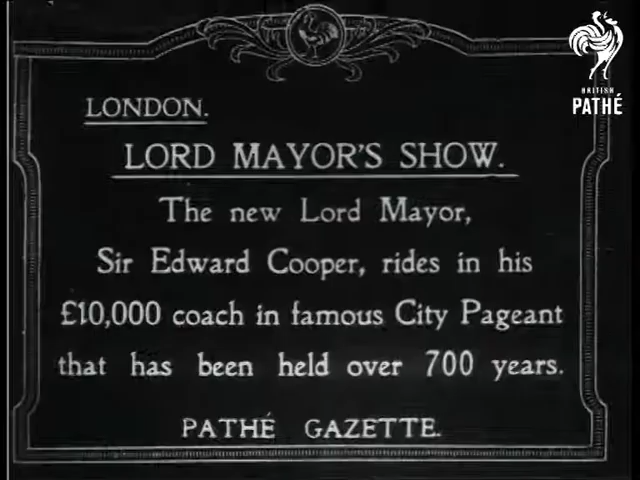 BRITISH
PATHÉ
LONDON.
LORD MAYOR'S SHOW.
The new Lord Mayor,
Sir Edward Cooper, rides in his
£10,000 coach in famous City Pageant
that has been held over 700 years.
PATHÉ GAZETTE.